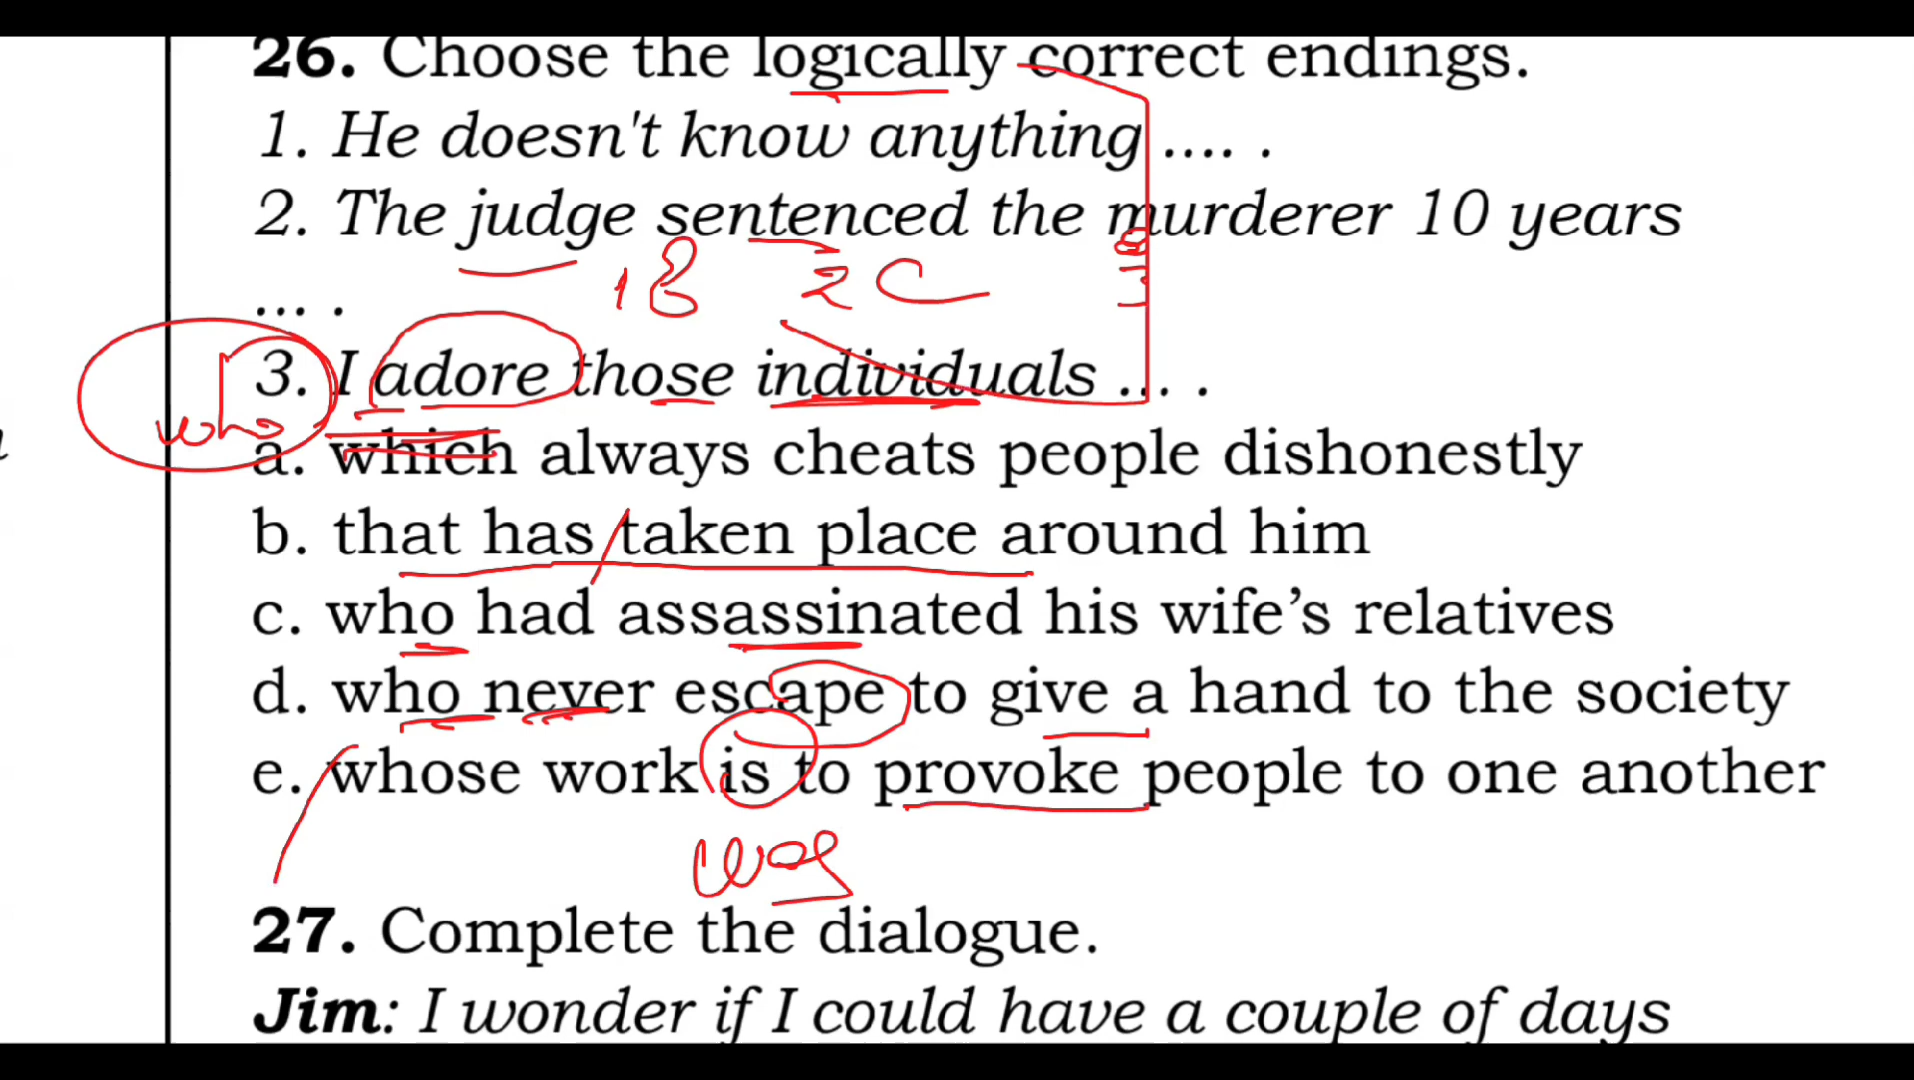 26. Choose the logically correct endings.
1. He doesn't know anything .... .
2. The judge sentenced the murderer 10 years
1B 2C
... .
3. I adore those individuals ... .
who
a. which always cheats people dishonestly
b. that has taken place around him
c. who had assassinated his wife’s relatives
d. who never escape to give a hand to the society
e. whose work is to provoke people to one another
was
27. Complete the dialogue.
Jim: I wonder if I could have a couple of days